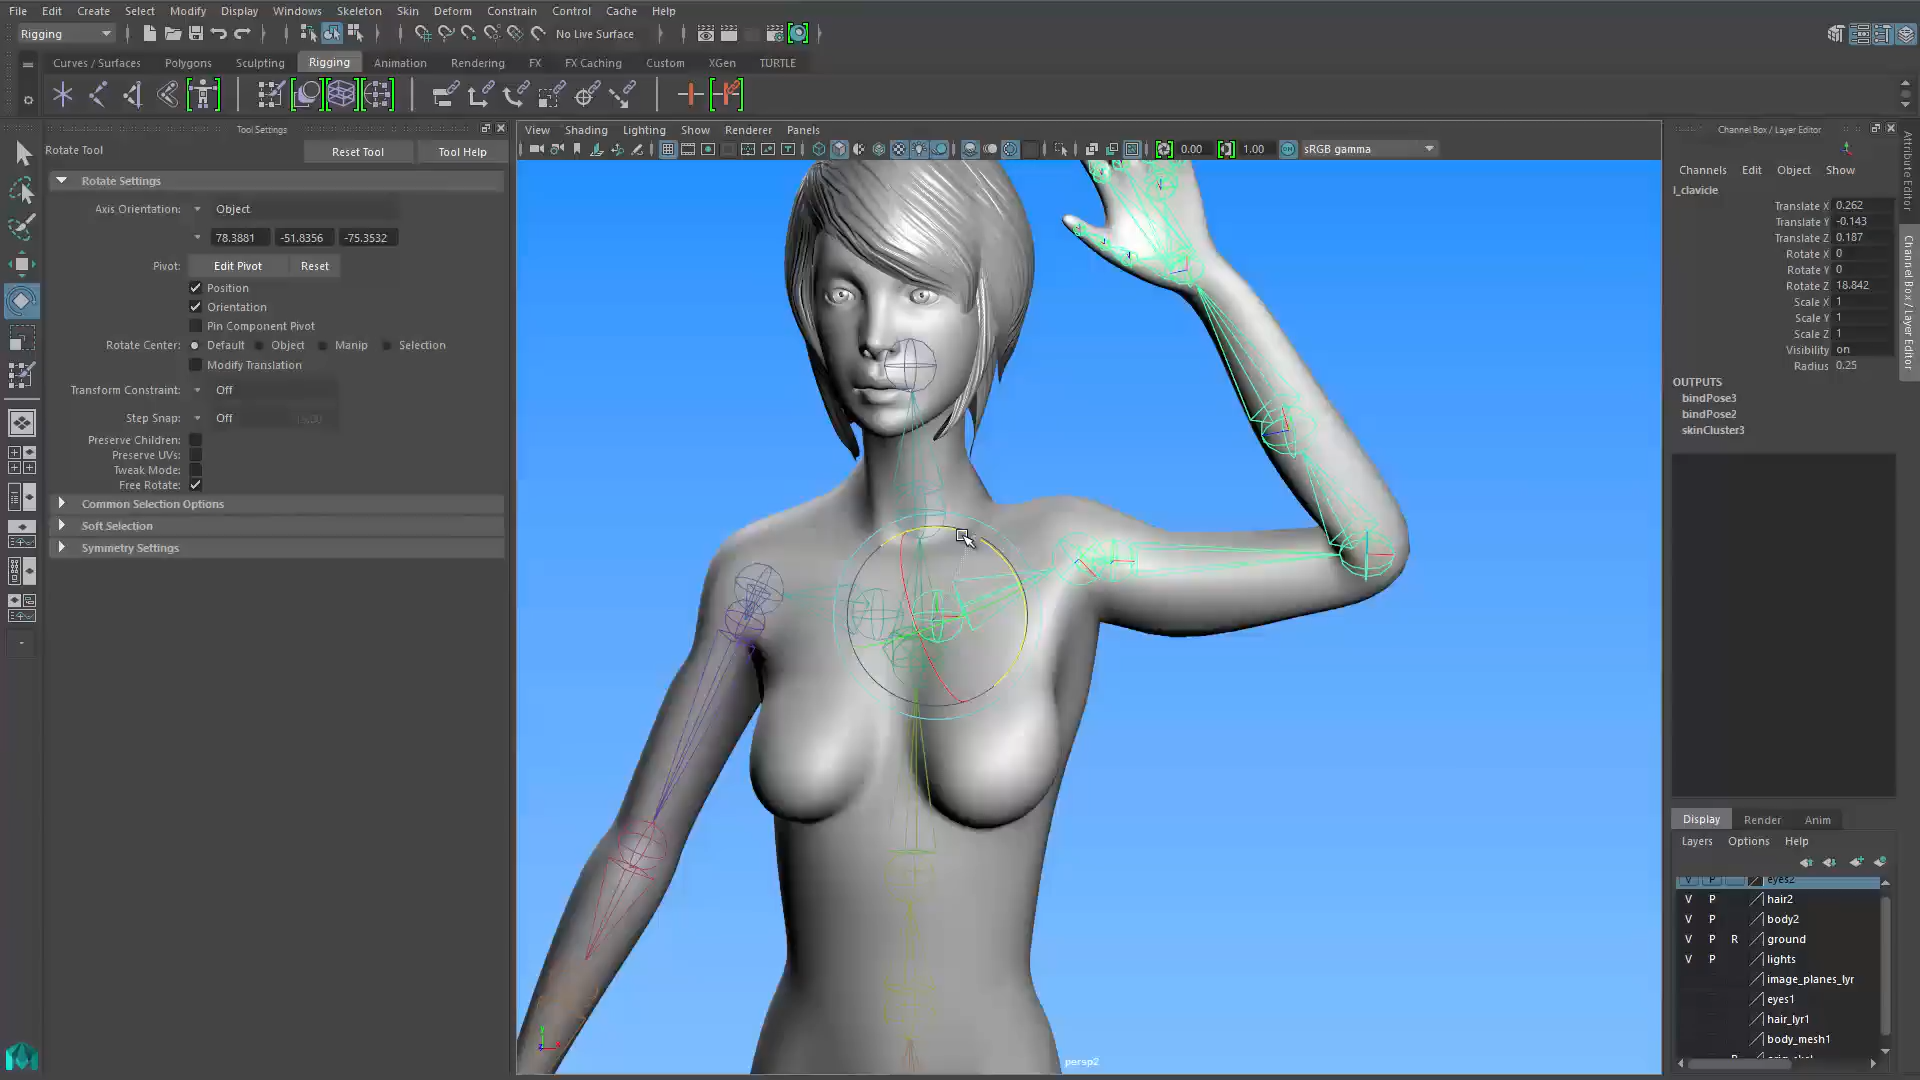 File Edit Create Select Modify Display Windows Skeleton Skin Deform Constrain Control Cache Help
Rigging No Live Surface
Curves / Surfaces Polygons Sculpting Rigging Animation Rendering FX FX Caching Custom XGen TURTLE
Tool Settings
Rotate Tool Reset Tool Tool Help
Rotate Settings
Axis Orientation: Object
78.3881 -51.8356 -75.3532
Pivot: Edit Pivot Reset
Position
Orientation
Pin Component Pivot
Rotate Center: Default Object Manip Selection
Modify Translation
Transform Constraint: Off
Step Snap: Off
Preserve Children:
Preserve UVs:
Tweak Mode:
Free Rotate:
Common Selection Options
Soft Selection
Symmetry Settings
View Shading Lighting Show Renderer Panels
0.00 1.00 sRGB gamma
persp2
Channel Box / Layer Editor
Channels Edit Object Show
l_clavicle
Translate X 0.262
Translate Y -0.143
Translate Z 0.187
Rotate X 0
Rotate Y 0
Rotate Z 18.842
Scale X 1
Scale Y 1
Scale Z 1
Visibility on
Radius 0.25
OUTPUTS
bindPose3
bindPose2
skinCluster3
Display Render Anim
Layers Options Help
V P eyes2
V P hair2
V P body2
V P R ground
V P lights
image_planes_lyr
eyes1
hair_lyr1
body_mesh1
Attribute Editor
Channel Box / Layer Editor